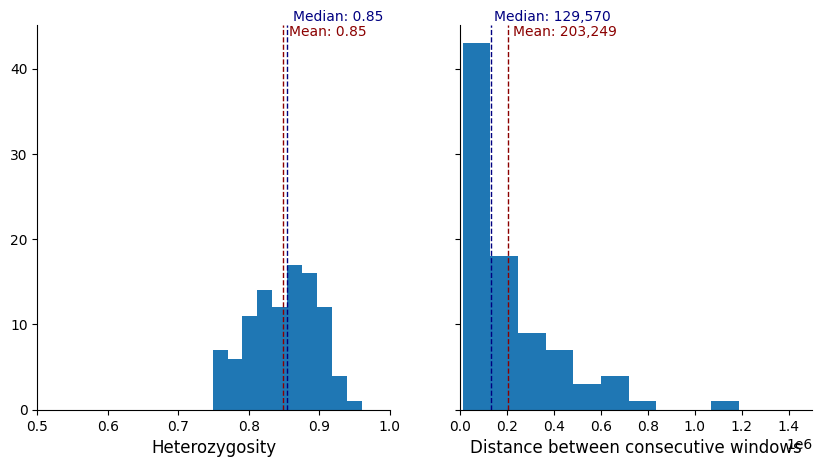 Median: 0.85
Mean: 0.85
40
30
20
10
0
0.5 0.6 0.7 0.8 0.9 1.0
Heterozygosity
Median: 129,570
Mean: 203,249
0.0 0.2 0.4 0.6 0.8 1.0 1.2 1.4
1e6
Distance between consecutive windows